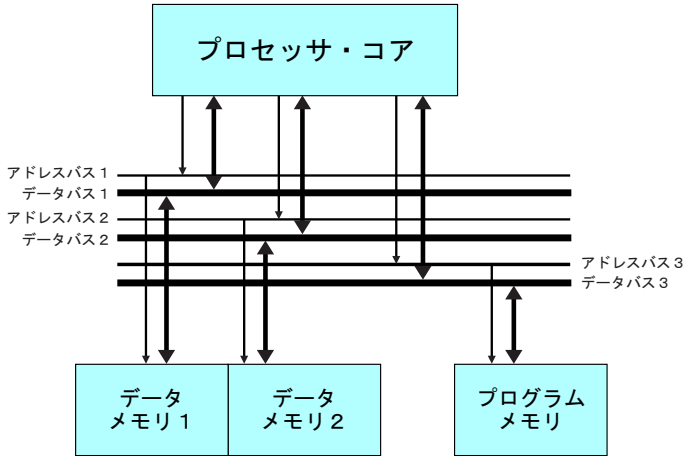 プロセッサ・コア
アドレスバス１
データバス１
アドレスバス２
データバス２
アドレスバス３
データバス３
データ
メモリ１
データ
メモリ２
プログラム
メモリ